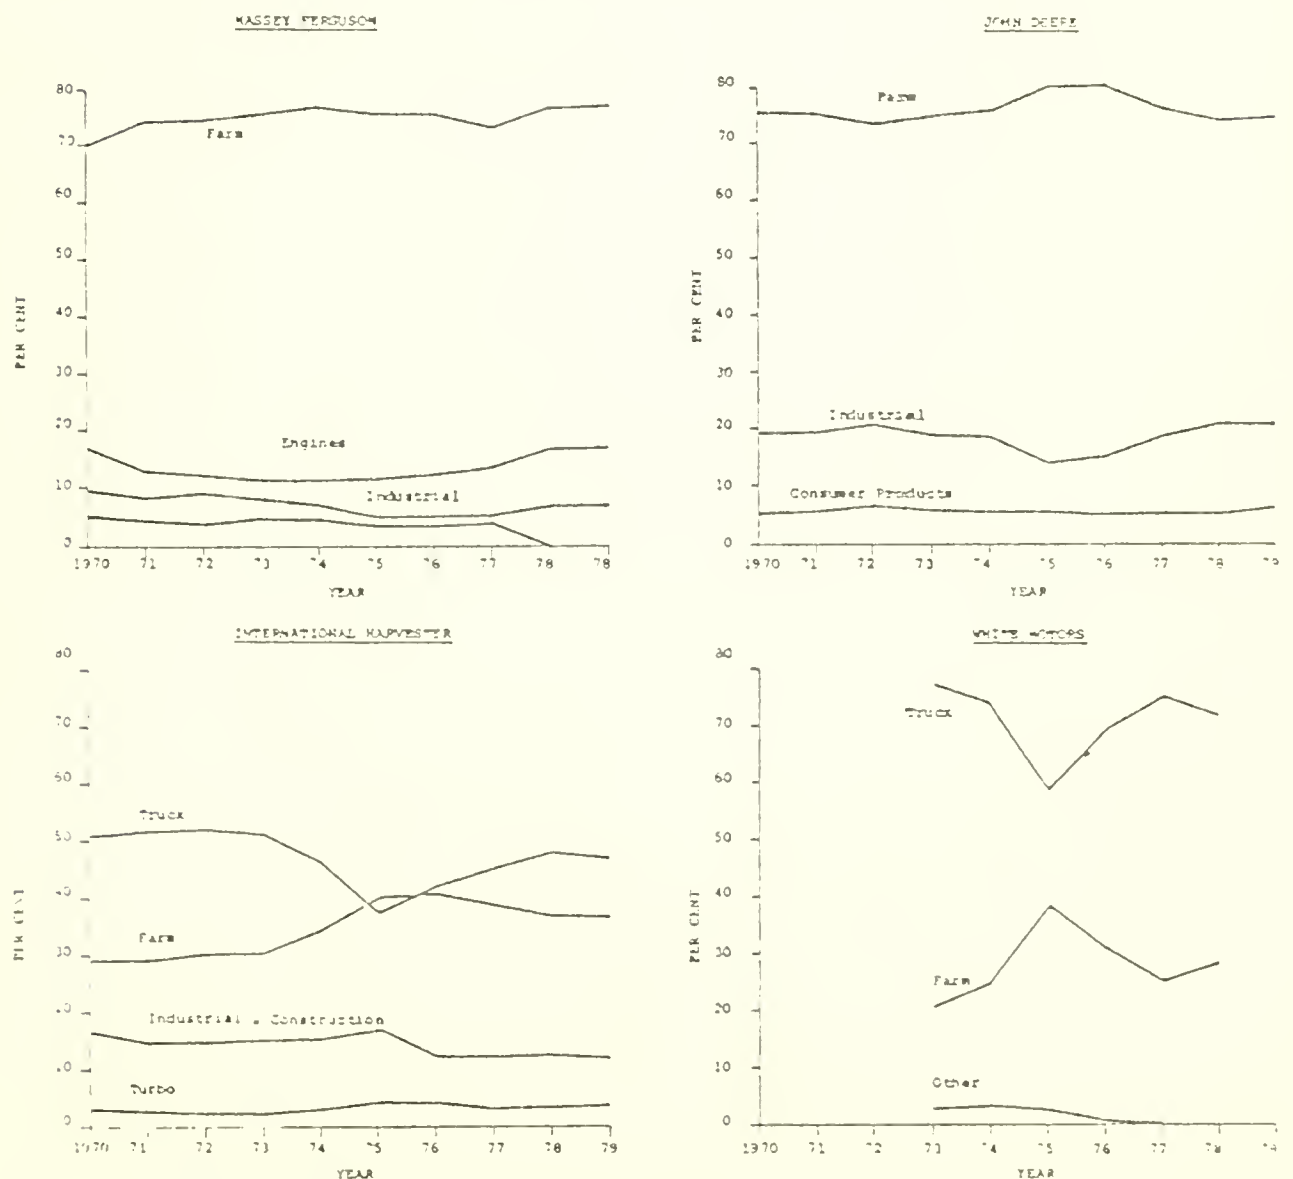 MASSEY FERGUSON
80
70
60
50
40
30
20
10
0
PER CENT
Farm
Engines
Industrial
1970 71 72 73 74 75 76 77 78 78
YEAR
JOHN DEERE
80
70
60
50
40
30
20
10
0
PER CENT
Farm
Industrial
Consumer Products
1970 71 72 73 74 75 76 77 78 79
YEAR
INTERNATIONAL HARVESTER
80
70
60
50
40
30
20
10
0
PER CENT
Truck
Farm
Industrial & Construction
Turbo
1970 71 72 73 74 75 76 77 78 79
YEAR
WHITE MOTORS
80
70
60
50
40
30
20
10
0
PER CENT
Truck
Farm
Other
1970 71 72 73 74 75 76 77 78 79
YEAR